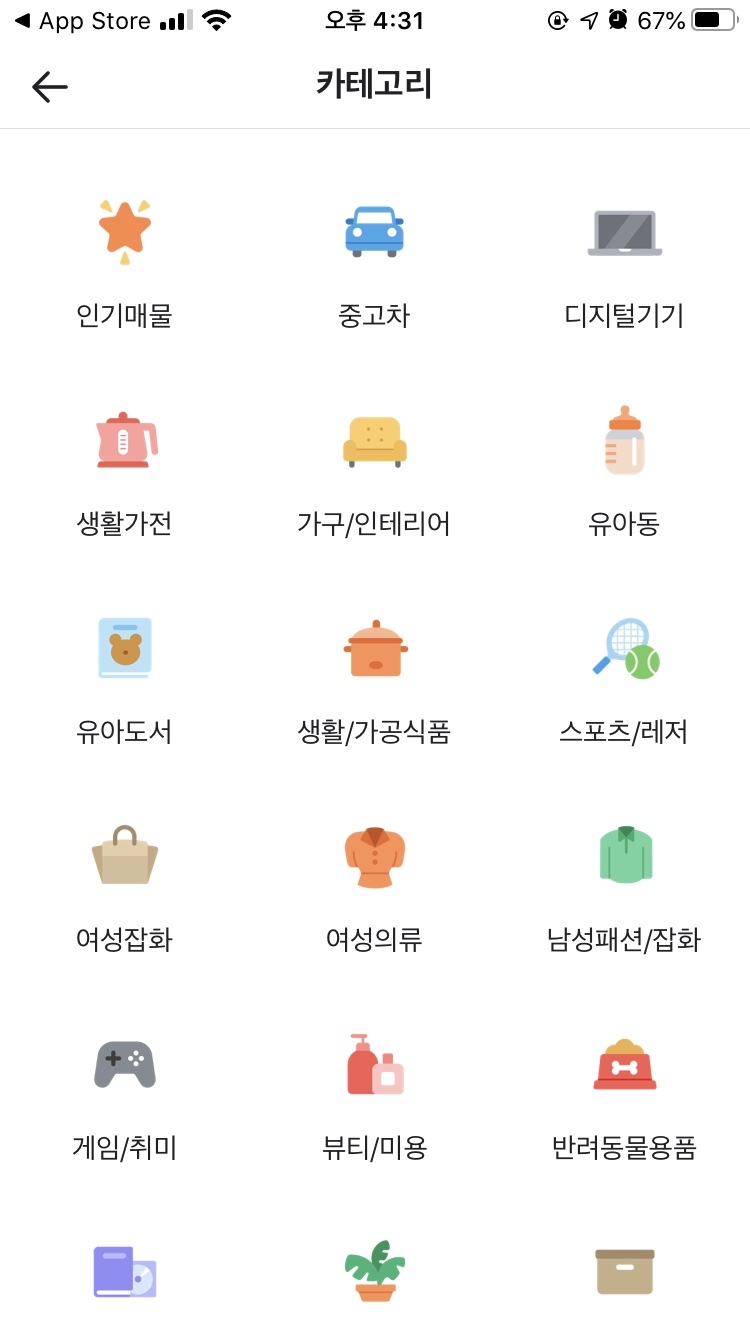 App Store 오후 4:31 67%
카테고리
인기매물 중고차 디지털기기
생활가전 가구/인테리어 유아동
유아도서 생활/가공식품 스포츠/레저
여성잡화 여성의류 남성패션/잡화
게임/취미 뷰티/미용 반려동물용품